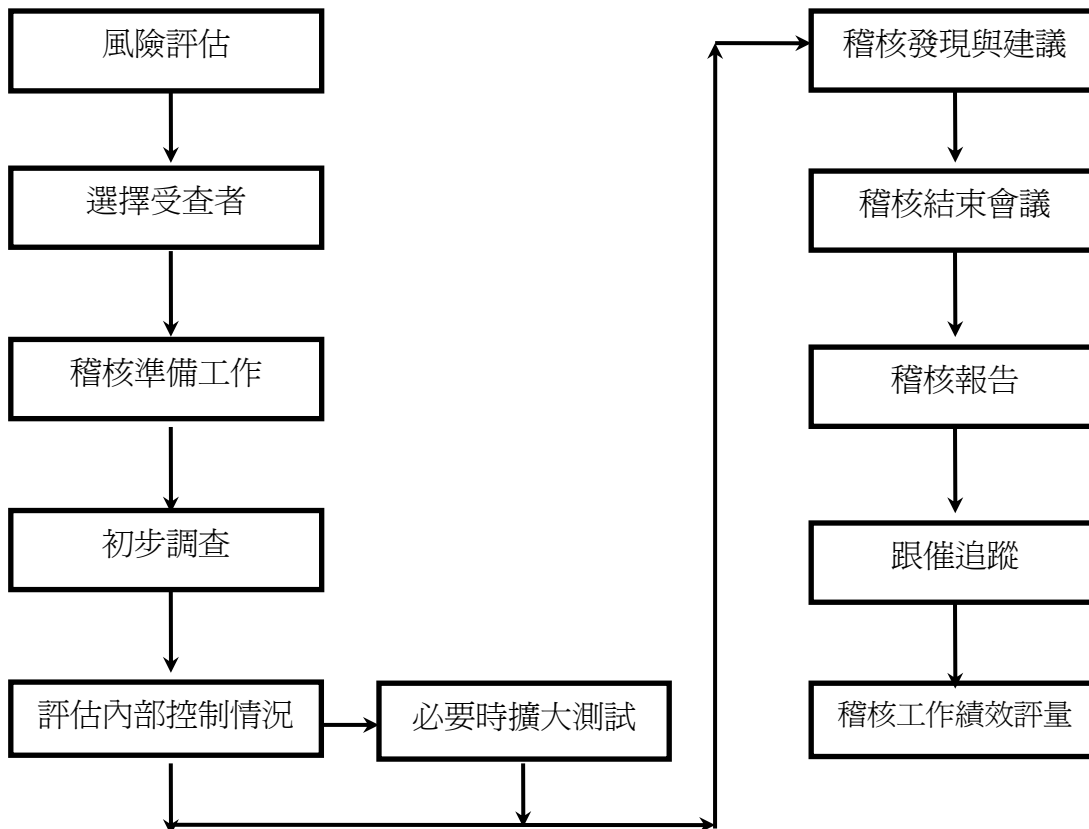 風險評估
選擇受查者
稽核準備工作
初步調查
評估內部控制情況
必要時擴大測試
稽核發現與建議
稽核結束會議
稽核報告
跟催追蹤
稽核工作績效評量